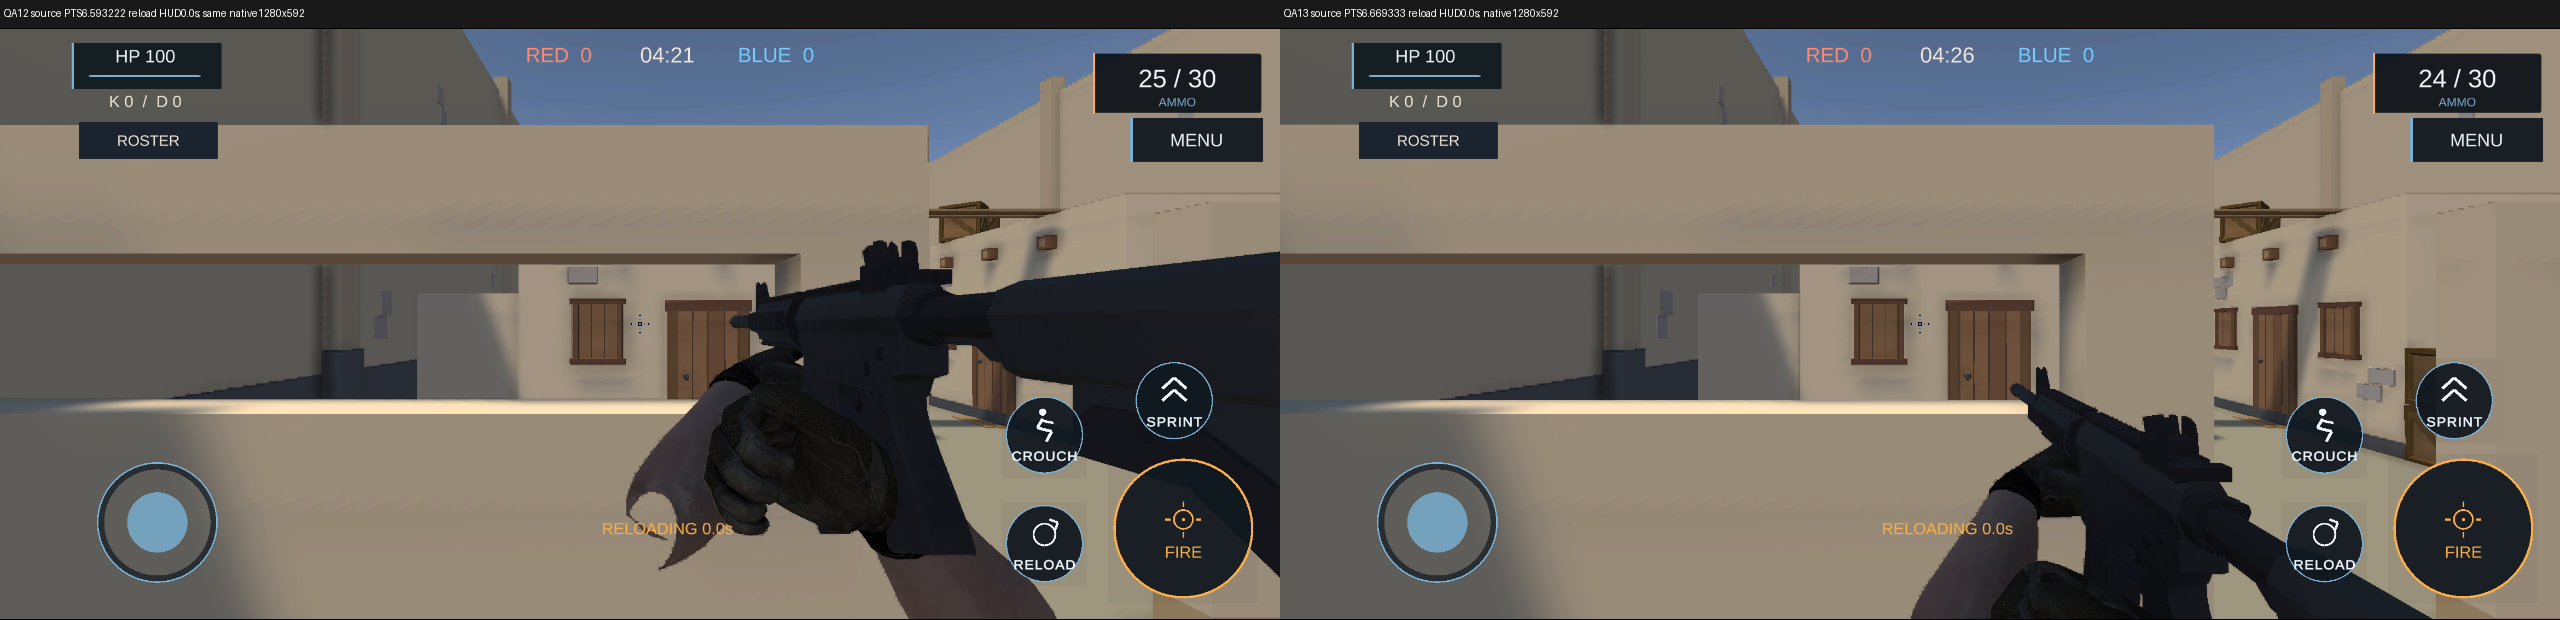 QA12 source PTS6.593222 reload HUD0.0s; same native1280x592
HP 100
K 0 / D 0
ROSTER
RED 0 04:21 BLUE 0
25 / 30
AMMO
MENU
SPRINT
CROUCH
RELOADING 0.0s
RELOAD
FIRE
QA13 source PTS6.669333 reload HUD0.0s; native1280x592
HP 100
K 0 / D 0
ROSTER
RED 0 04:26 BLUE 0
24 / 30
AMMO
MENU
SPRINT
CROUCH
RELOADING 0.0s
RELOAD
FIRE